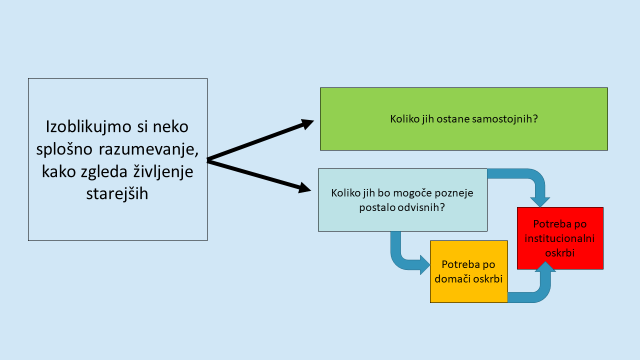 Izoblikujmo si neko
splošno razumevanje,
kako zgleda življenje
starejših
Koliko jih ostane samostojnih?
Koliko jih bo mogoče pozneje
postalo odvisnih?
Potreba po
institucionalni
oskrbi
Potreba po
domači oskrbi